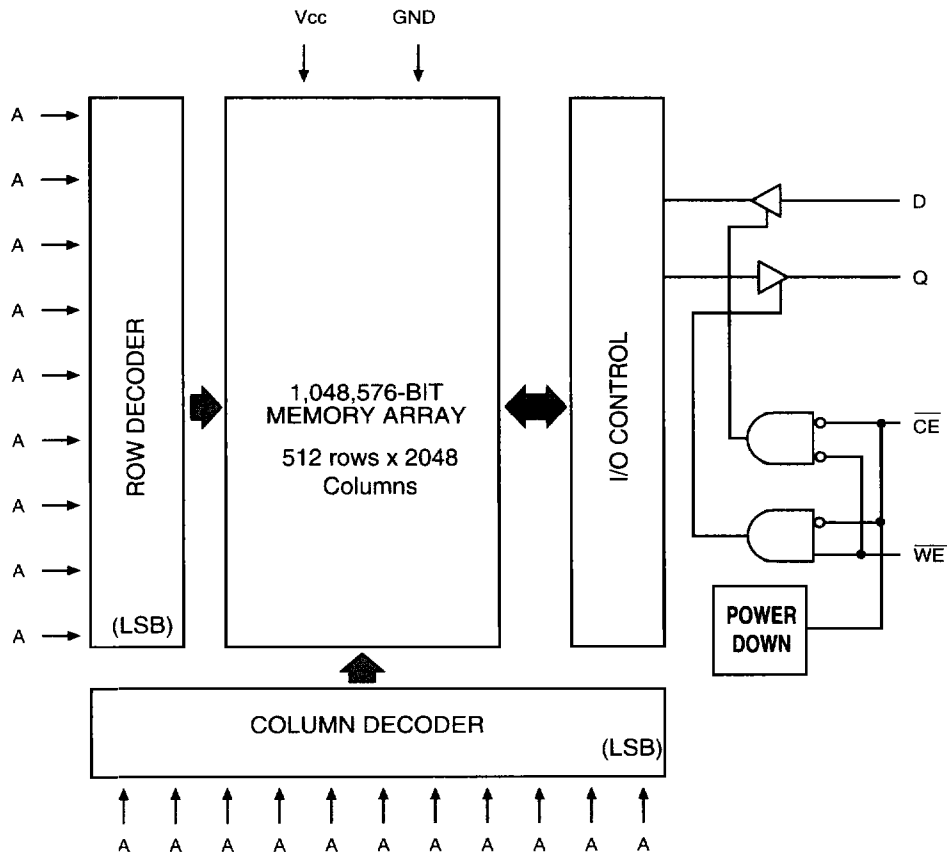 Vcc GND
A
A
A
A
A
A
A
A
A
ROW DECODER
(LSB)
1,048,576-BIT
MEMORY ARRAY
512 rows x 2048
Columns
I/O CONTROL
D
Q
CE
WE
POWER
DOWN
COLUMN DECODER
(LSB)
A A A A A A A A A A A